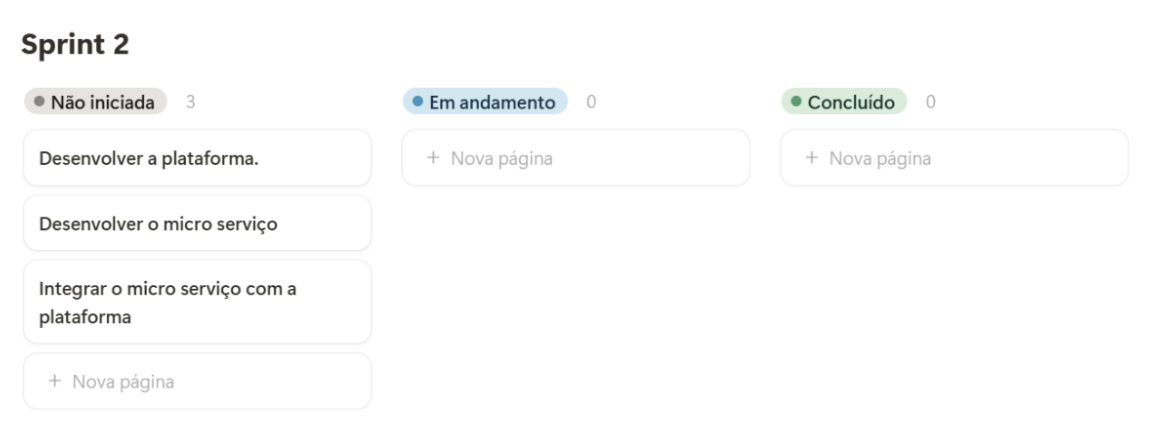 Sprint 2
Não iniciada 3
Desenvolver a plataforma.
Desenvolver o micro serviço
Integrar o micro serviço com a
plataforma
+ Nova página
Em andamento 0
+ Nova página
Concluído 0
+ Nova página